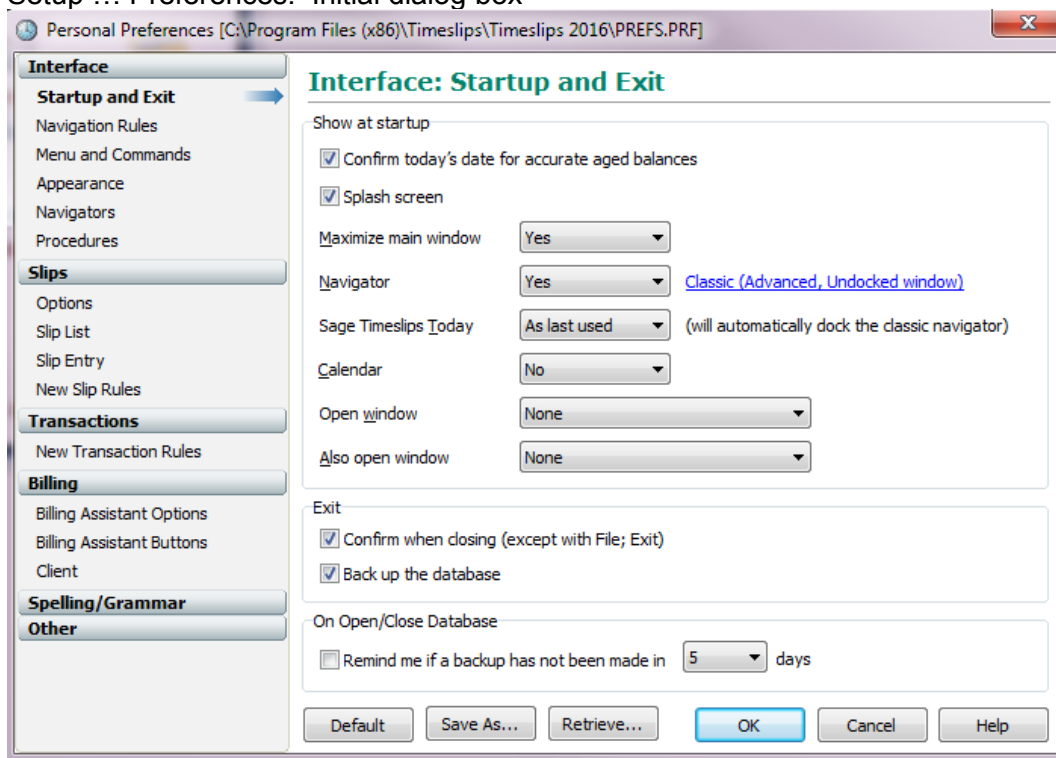 Setup … Preferences: Initial dialog box
Personal Preferences [C:\Program Files (x86)\Timeslips\Timeslips 2016\PREFS.PRF]
Interface
Startup and Exit
Navigation Rules
Menu and Commands
Appearance
Navigators
Procedures
Slips
Options
Slip List
Slip Entry
New Slip Rules
Transactions
New Transaction Rules
Billing
Billing Assistant Options
Billing Assistant Buttons
Client
Spelling/Grammar
Other
Interface: Startup and Exit
Show at startup
Confirm today's date for accurate aged balances
Splash screen
Maximize main window Yes
Navigator Yes Classic (Advanced, Undocked window)
Sage Timeslips Today As last used (will automatically dock the classic navigator)
Calendar No
Open window None
Also open window None
Exit
Confirm when closing (except with File; Exit)
Back up the database
On Open/Close Database
Remind me if a backup has not been made in 5 days
Default Save As... Retrieve... OK Cancel Help